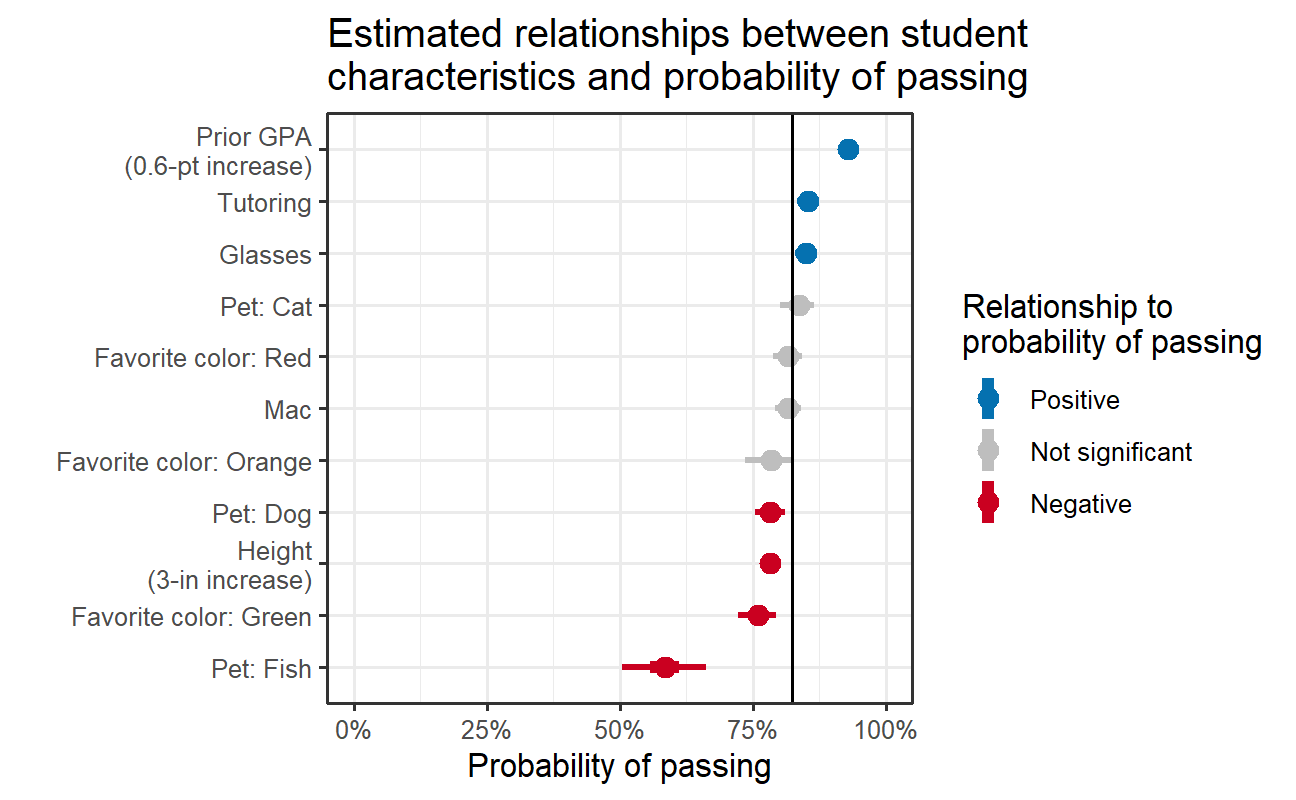 Estimated relationships between student
characteristics and probability of passing
Prior GPA
(0.6-pt increase)
Tutoring
Glasses
Pet: Cat
Favorite color: Red
Mac
Favorite color: Orange
Pet: Dog
Height
(3-in increase)
Favorite color: Green
Pet: Fish
0%
25%
50%
75%
100%
Probability of passing
Relationship to
probability of passing
Positive
Not significant
Negative